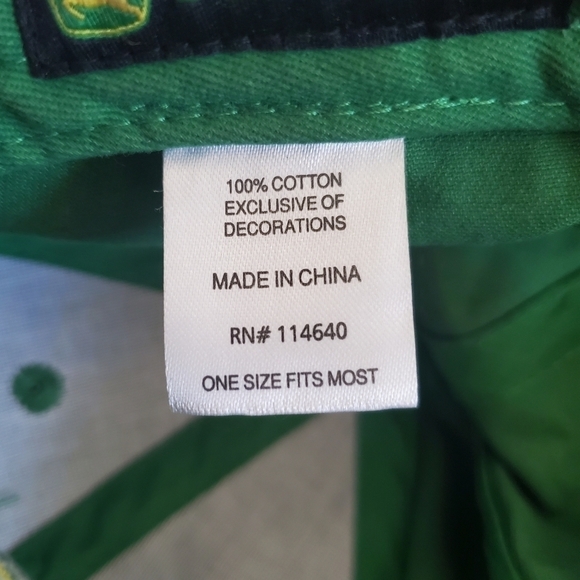 100% COTTON
EXCLUSIVE OF
DECORATIONS
MADE IN CHINA
RN# 114640
ONE SIZE FITS MOST